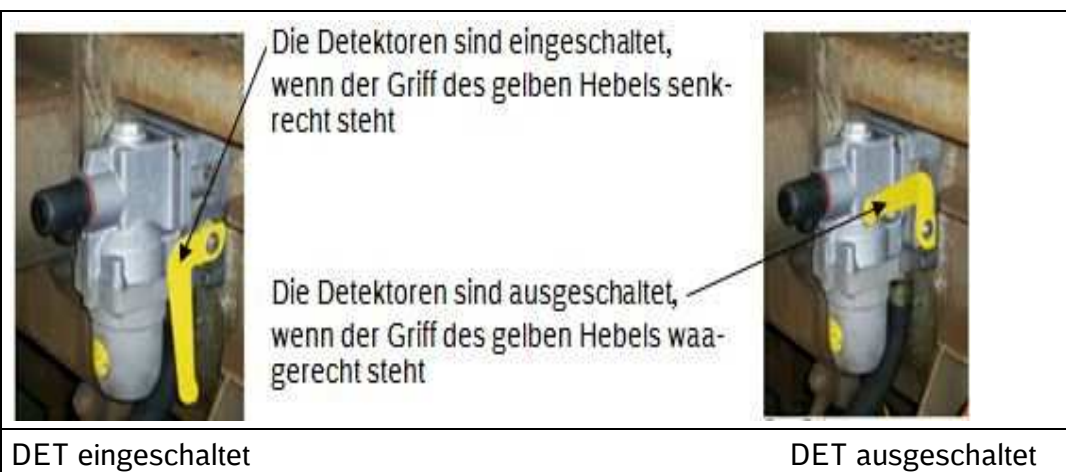 Die Detektoren sind eingeschaltet,
wenn der Griff des gelben Hebels senk-
recht steht
Die Detektoren sind ausgeschaltet,
wenn der Griff des gelben Hebels waa-
gerecht steht
DET eingeschaltet
DET ausgeschaltet